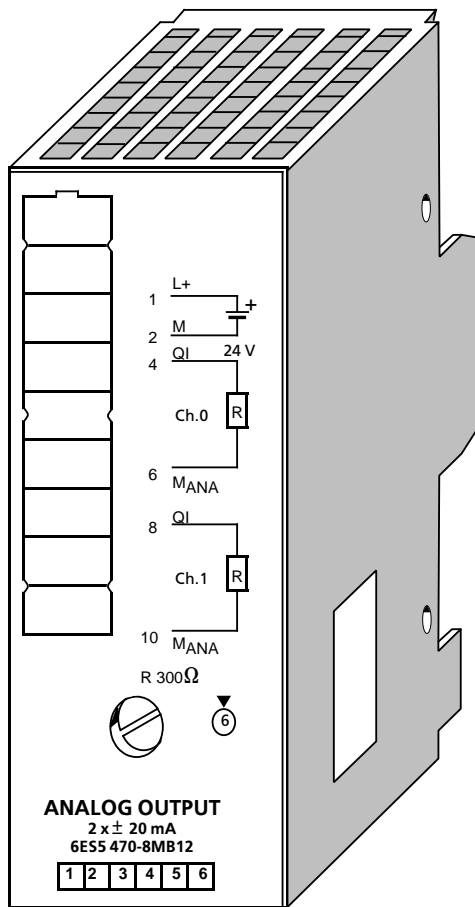 L+
1
+
M
2
24 V
QI
4
Ch.0
R
6
MANA
QI
8
Ch.1
R
10
MANA
R 300Ω
6
ANALOG OUTPUT
2 x ± 20 mA
6ES5 470-8MB12
1 2 3 4 5 6